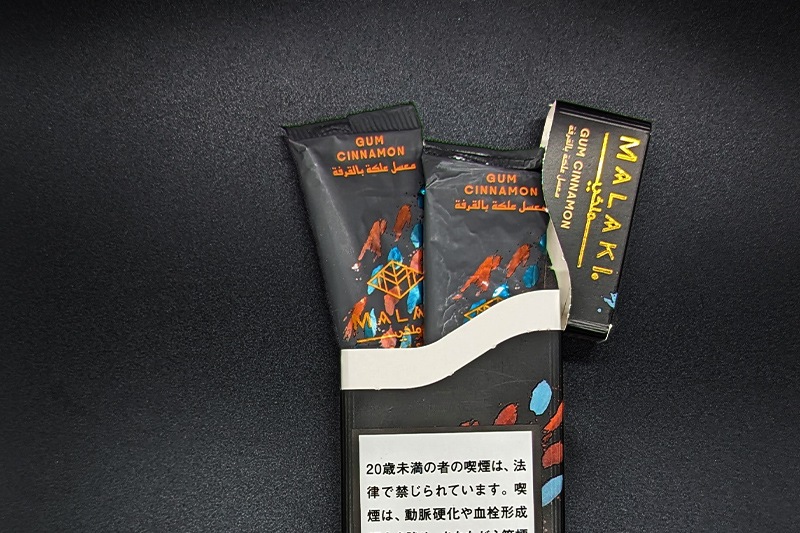 GUM
CINNAMON
معسل علكة بالقرفة
MALA
GUM
CINNAMON
معسل علكة بالقرفة
MALAKI
GUM CINNAMON
معسل علكة بالقرفة
20歳未満の者の喫煙は、法
律で禁じられています。喫
煙は、動脈硬化や血栓形成